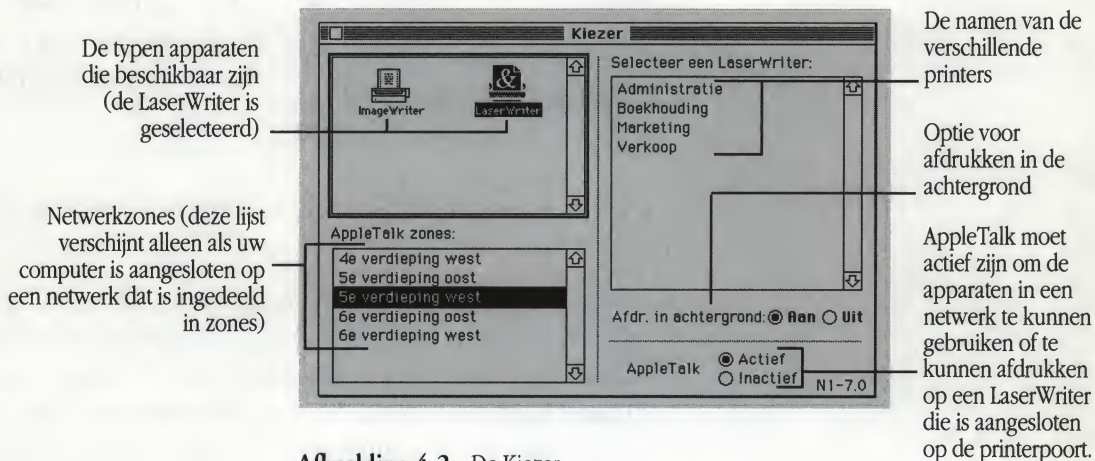 De typen apparaten
die beschikbaar zijn
(de LaserWriter is
geselecteerd)
Netwerkzones (deze lijst
verschijnt alleen als uw
computer is aangesloten op
een netwerk dat is ingedeeld
in zones)
Kiezer
ImageWriter
LaserWriter
AppleTalk zones:
4e verdieping west
5e verdieping oost
5e verdieping west
6e verdieping oost
6e verdieping west
Selecteer een LaserWriter:
Administratie
Boekhouding
Marketing
Verkoop
Afdr. in achtergrond: Aan Uit
AppleTalk
Actief
Inactief
N1-7.0
De namen van de
verschillende
printers
Optie voor
afdrukken in de
achtergrond
AppleTalk moet
actief zijn om de
apparaten in een
netwerk te kunnen
gebruiken of te
kunnen afdrukken
op een LaserWriter
die is aangesloten
op de printerpoort.
De Kiezer